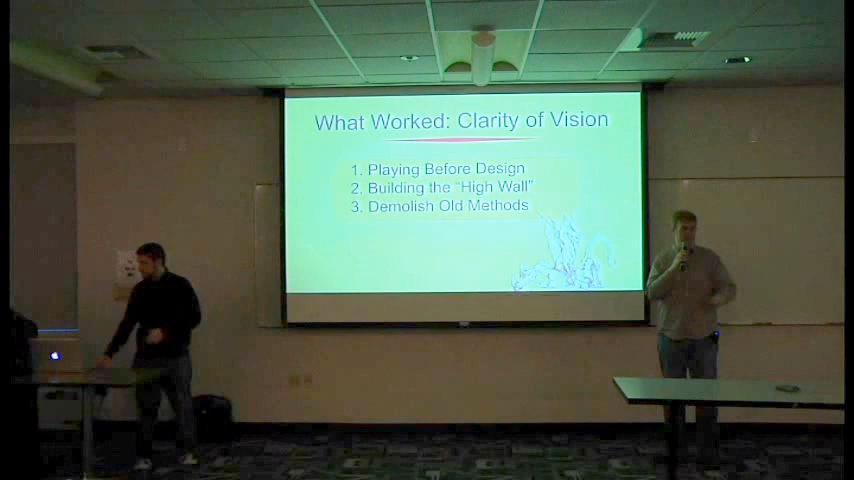 What Worked: Clarity of Vision
1. Playing Before Design
2. Building the "High Wall"
3. Demolish Old Methods